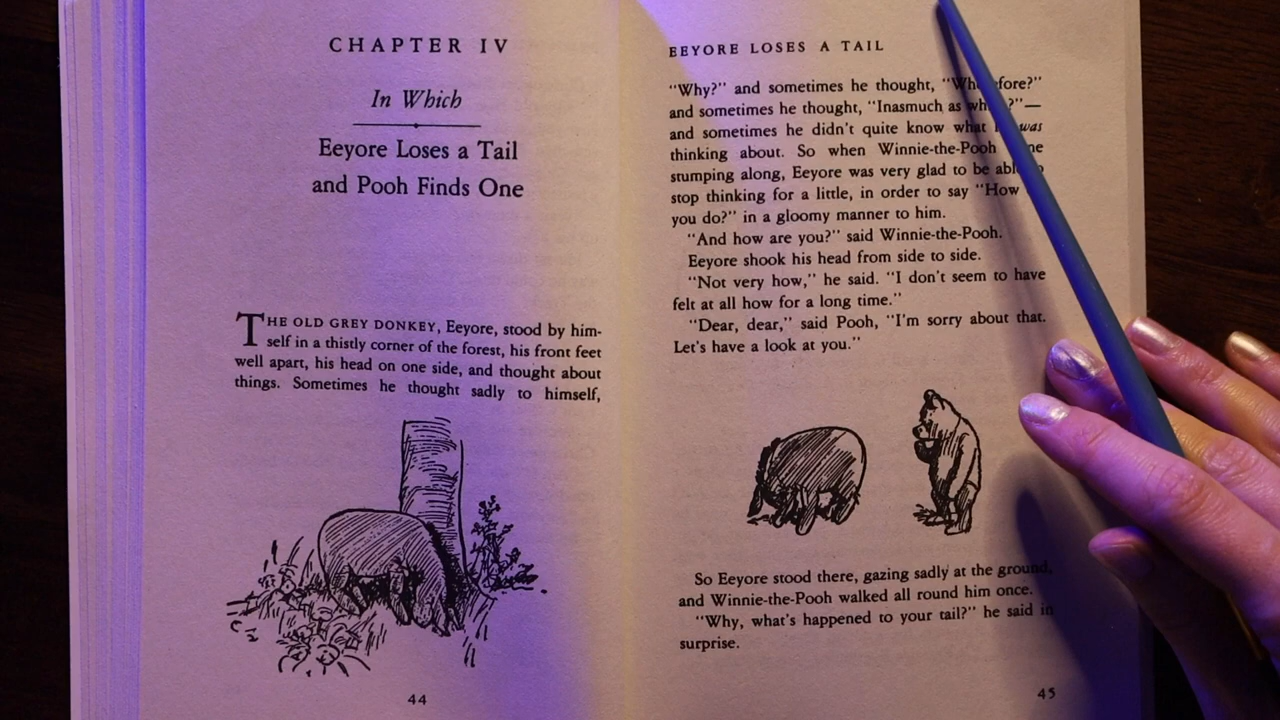 CHAPTER IV
In Which
Eeyore Loses a Tail
and Pooh Finds One
THE OLD GREY DONKEY, Eeyore, stood by him-
self in a thistly corner of the forest, his front feet
well apart, his head on one side, and thought about
things. Sometimes he thought sadly to himself,
44
EEYORE LOSES A TAIL
“Why?” and sometimes he thought, “Wherefore?”
and sometimes he thought, “Inasmuch as which?”—
and sometimes he didn't quite know what he was
thinking about. So when Winnie-the-Pooh came
stumping along, Eeyore was very glad to be able to
stop thinking for a little, in order to say “How
you do?” in a gloomy manner to him.
“And how are you?” said Winnie-the-Pooh.
Eeyore shook his head from side to side.
“Not very how,” he said. “I don't seem to have
felt at all how for a long time.”
“Dear, dear,” said Pooh, “I'm sorry about that.
Let's have a look at you.”
So Eeyore stood there, gazing sadly at the ground,
and Winnie-the-Pooh walked all round him once.
“Why, what's happened to your tail?” he said in
surprise.
45